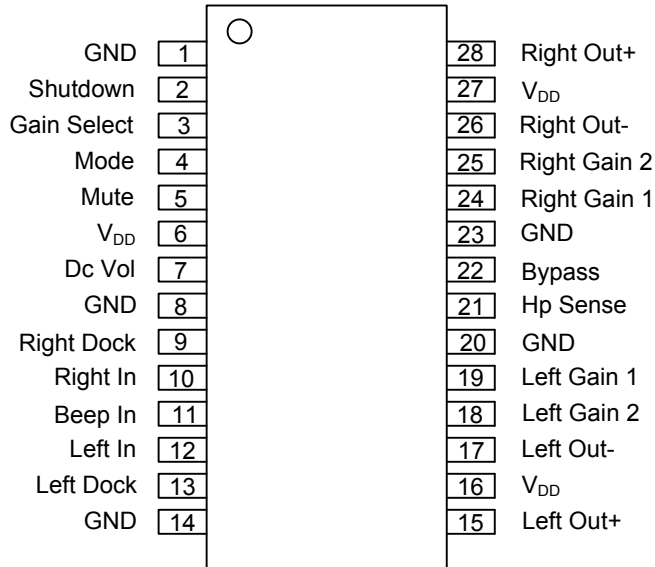 GND 1 28 Right Out+
Shutdown 2 27 VDD
Gain Select 3 26 Right Out-
Mode 4 25 Right Gain 2
Mute 5 24 Right Gain 1
VDD 6 23 GND
Dc Vol 7 22 Bypass
GND 8 21 Hp Sense
Right Dock 9 20 GND
Right In 10 19 Left Gain 1
Beep In 11 18 Left Gain 2
Left In 12 17 Left Out-
Left Dock 13 16 VDD
GND 14 15 Left Out+